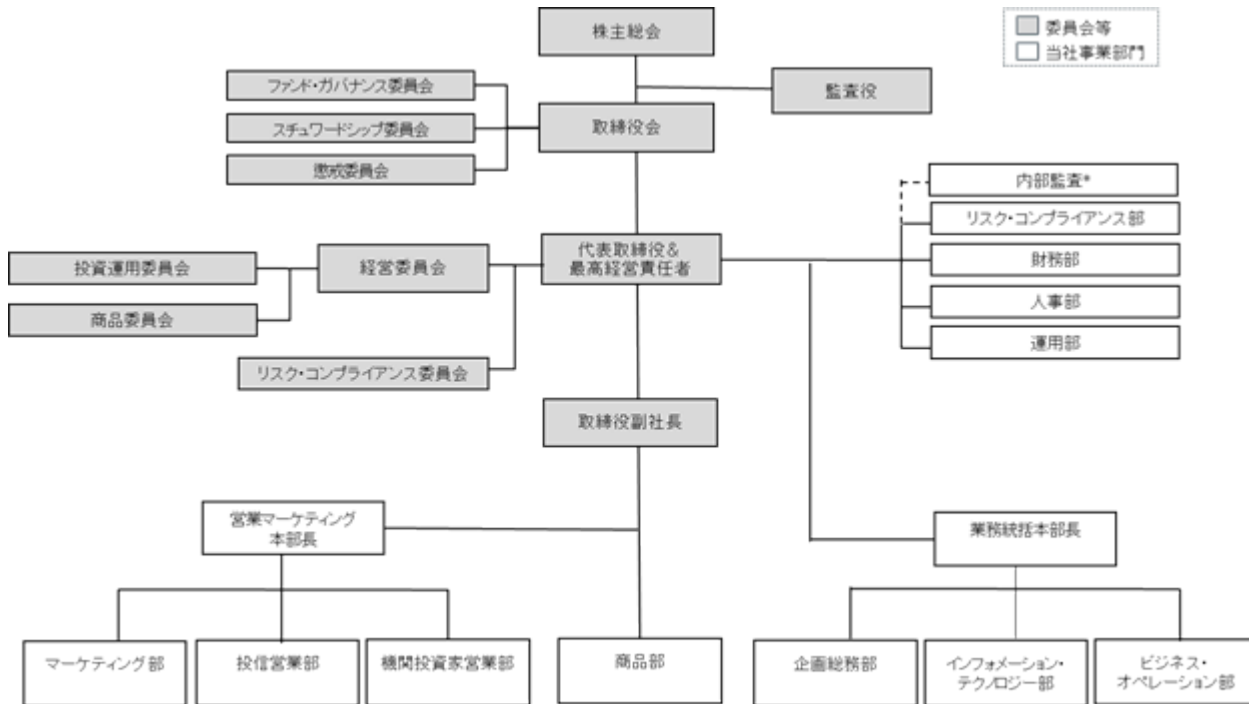 株主総会
委員会等
当社事業部門
ファンド・ガバナンス委員会
監査役
スチュワードシップ委員会
取締役会
懲戒委員会
内部監査*
リスク・コンプライアンス部
投資運用委員会
経営委員会
代表取締役&
最高経営責任者
財務部
商品委員会
人事部
運用部
リスク・コンプライアンス委員会
取締役副社長
営業マーケティング
本部長
業務統括本部長
マーケティング部
投信営業部
機関投資家営業部
商品部
企画総務部
インフォメーション・
テクノロジー部
ビジネス・
オペレーション部